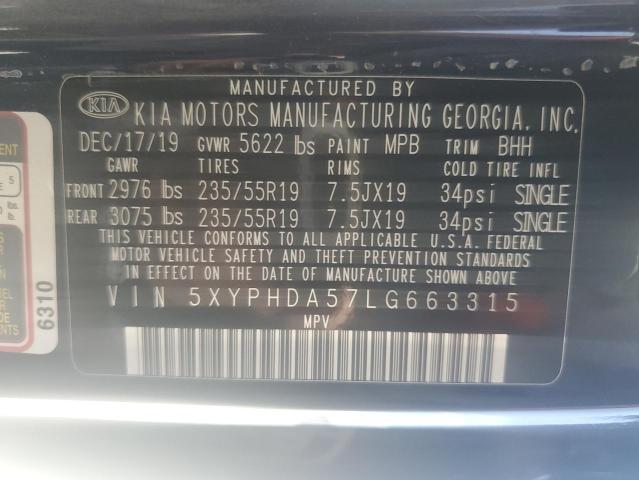 MANUFACTURED BY
KIA KIA MOTORS MANUFACTURING GEORGIA, INC.
DEC/17/19 GVWR 5622 lbs PAINT MPB TRIM BHH
GAWR TIRES RIMS COLD TIRE INFL
FRONT 2976 lbs 235/55R19 7.5JX19 34psi SINGLE
REAR 3075 lbs 235/55R19 7.5JX19 34psi SINGLE
THIS VEHICLE CONFORMS TO ALL APPLICABLE U.S.A. FEDERAL
MOTOR VEHICLE SAFETY AND THEFT PREVENTION STANDARDS
IN EFFECT ON THE DATE OF MANUFACTURE SHOWN ABOVE.
VIN 5XYPHDA57LG663315
MPV
6310
5